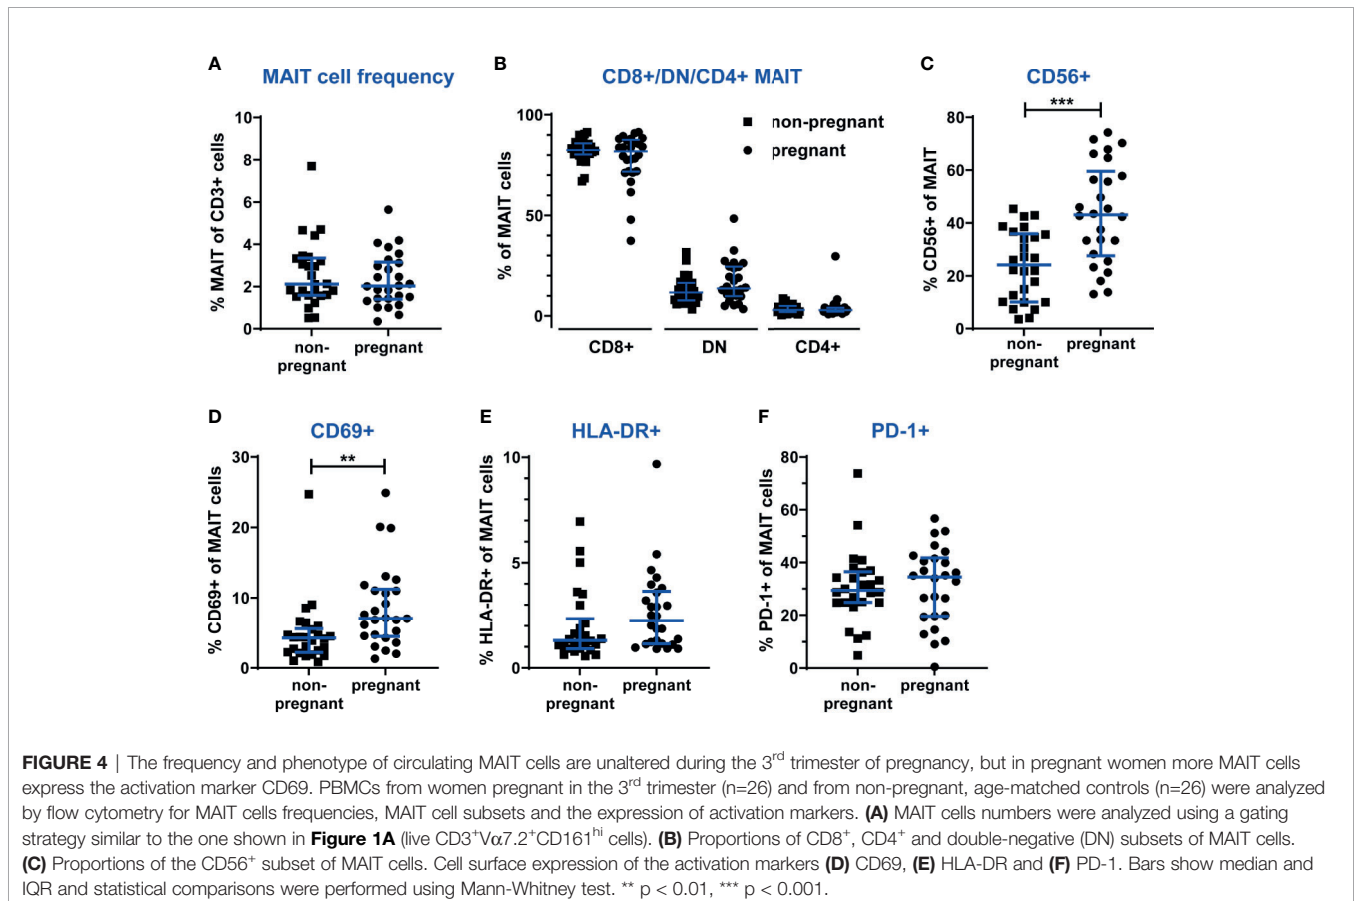 A
MAIT cell frequency
% MAIT of CD3+ cells
10
8
6
4
2
0
non-
pregnant
pregnant
B
CD8+/DN/CD4+ MAIT
% of MAIT cells
100
50
0
non-pregnant
pregnant
CD8+
DN
CD4+
C
CD56+
***
% CD56+ of MAIT
80
60
40
20
0
non-
pregnant
pregnant
D
CD69+
**
% CD69+ of MAIT cells
30
20
10
0
non-
pregnant
pregnant
E
HLA-DR+
% HLA-DR+ of MAIT cells
10
5
0
non-
pregnant
pregnant
F
PD-1+
% PD-1+ of MAIT cells
80
60
40
20
0
non-
pregnant
pregnant
FIGURE 4 | The frequency and phenotype of circulating MAIT cells are unaltered during the 3rd trimester of pregnancy, but in pregnant women more MAIT cells
express the activation marker CD69. PBMCs from women pregnant in the 3rd trimester (n=26) and from non-pregnant, age-matched controls (n=26) were analyzed
by flow cytometry for MAIT cells frequencies, MAIT cell subsets and the expression of activation markers. (A) MAIT cells numbers were analyzed using a gating
strategy similar to the one shown in Figure 1A (live CD3+Vα7.2+CD161hi cells). (B) Proportions of CD8+, CD4+ and double-negative (DN) subsets of MAIT cells.
(C) Proportions of the CD56+ subset of MAIT cells. Cell surface expression of the activation markers (D) CD69, (E) HLA-DR and (F) PD-1. Bars show median and
IQR and statistical comparisons were performed using Mann-Whitney test. ** p < 0.01, *** p < 0.001.